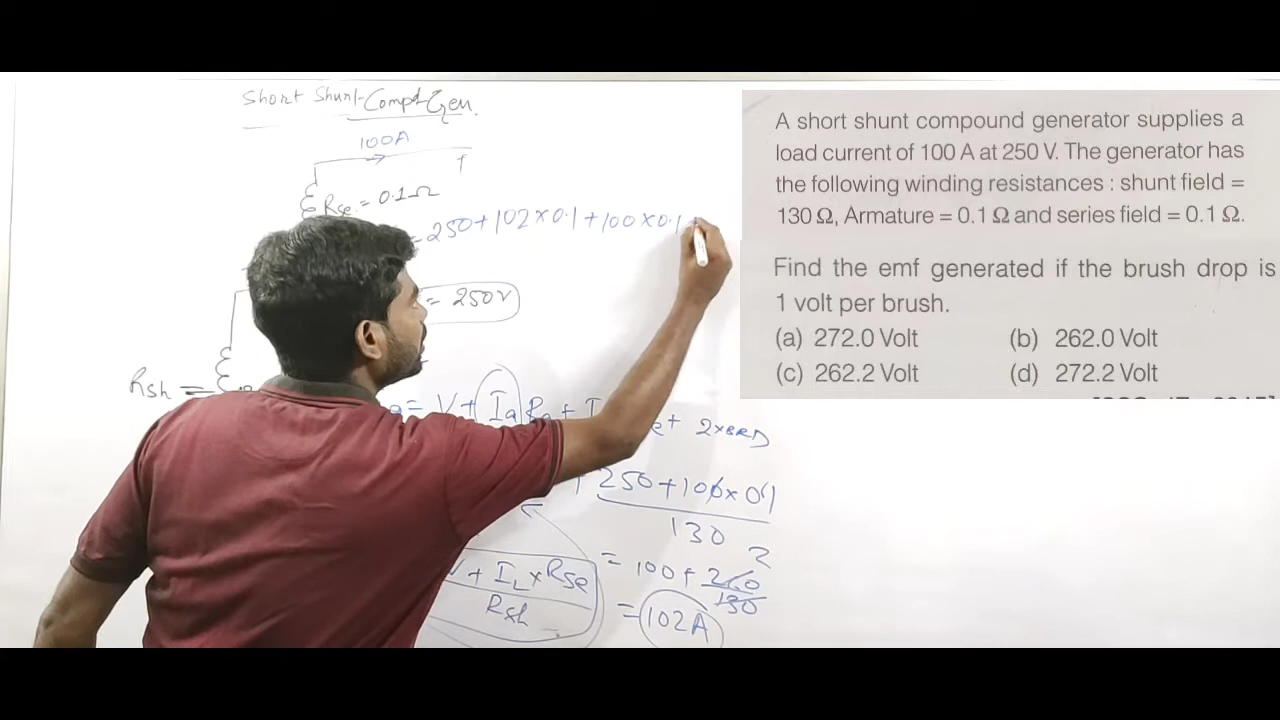 Short Shunt-Compd Gen.
100A
Rse = 0.1Ω
= 250+102×0.1+100×0.1
= 250V
Rsh =
= V + Ia Ra + I
+ 2×BRD
250+100×0.1
130
= 100+ 260 2
130
V + IL × Rse
Rsh
= 102A
A short shunt compound generator supplies a
load current of 100 A at 250 V. The generator has
the following winding resistances : shunt field =
130 Ω, Armature = 0.1 Ω and series field = 0.1 Ω.
Find the emf generated if the brush drop is
1 volt per brush.
(a) 272.0 Volt (b) 262.0 Volt
(c) 262.2 Volt (d) 272.2 Volt